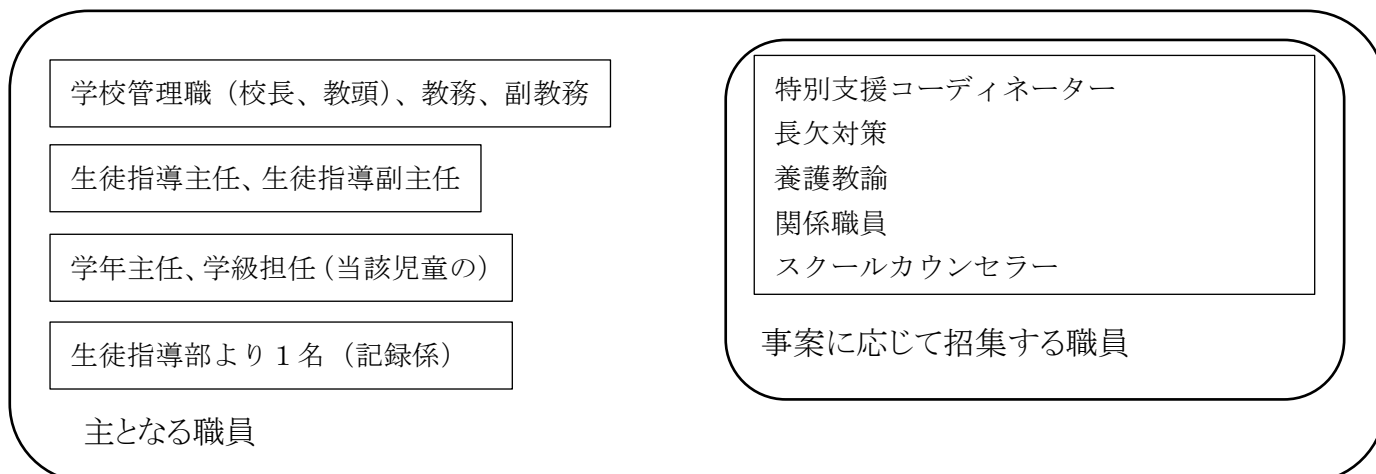 学校管理職（校長、教頭）、教務、副教務
生徒指導主任、生徒指導副主任
学年主任、学級担任（当該児童の）
生徒指導部より１名（記録係）
主となる職員
特別支援コーディネーター
長欠対策
養護教諭
関係職員
スクールカウンセラー
事案に応じて招集する職員